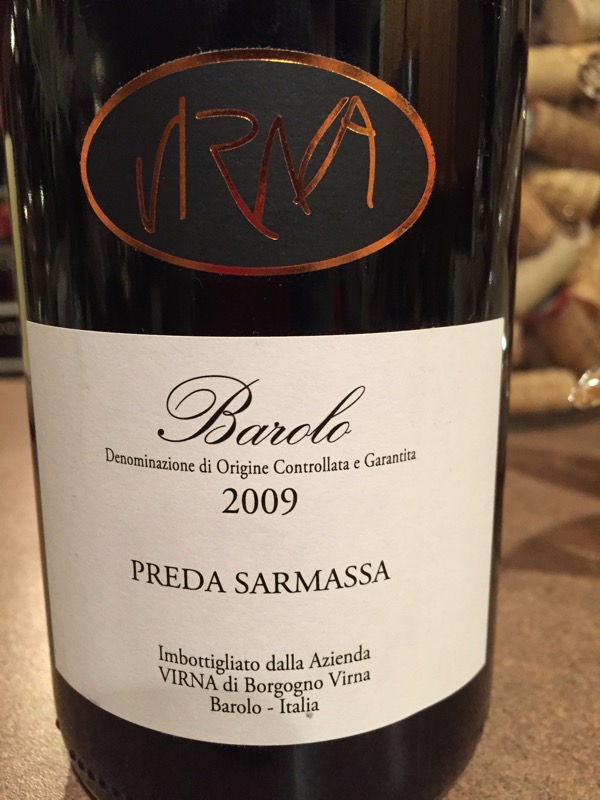 VIRNA
Barolo
Denominazione di Origine Controllata e Garantita
2009
PREDA SARMASSA
Imbottigliato dalla Azienda
VIRNA di Borgogno Virna
Barolo - Italia